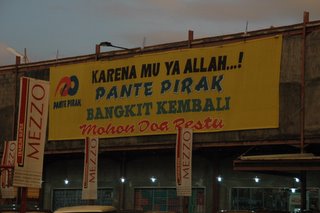 KARENA MU YA ALLAH...!
PANTE PIRAK
BANGKIT KEMBALI
Mohon Doa Restu
PANTE PIRAK
MEZZO
MEZZO
MEZZO